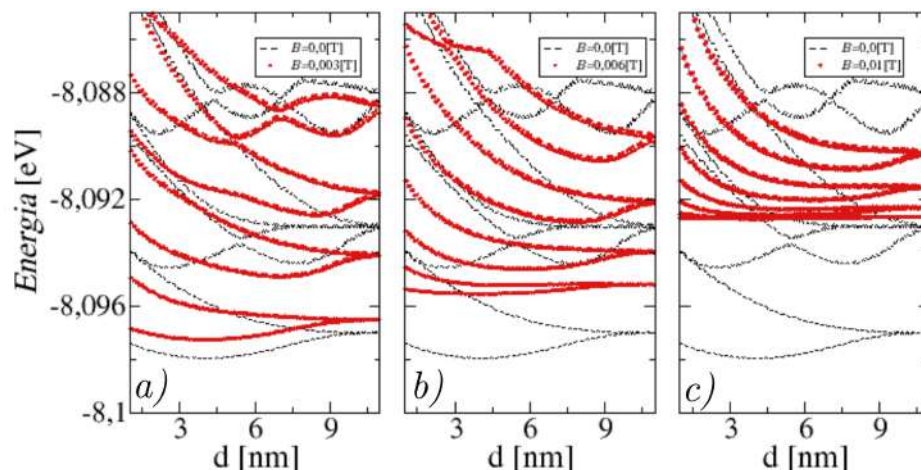 B=0,0[T]
B=0,003[T]
B=0,0[T]
B=0,006[T]
B=0,0[T]
B=0,01[T]
Energia [eV]
-8,088
-8,092
-8,096
-8,1
a)
b)
c)
3 6 9 3 6 9 3 6 9
d [nm] d [nm] d [nm]